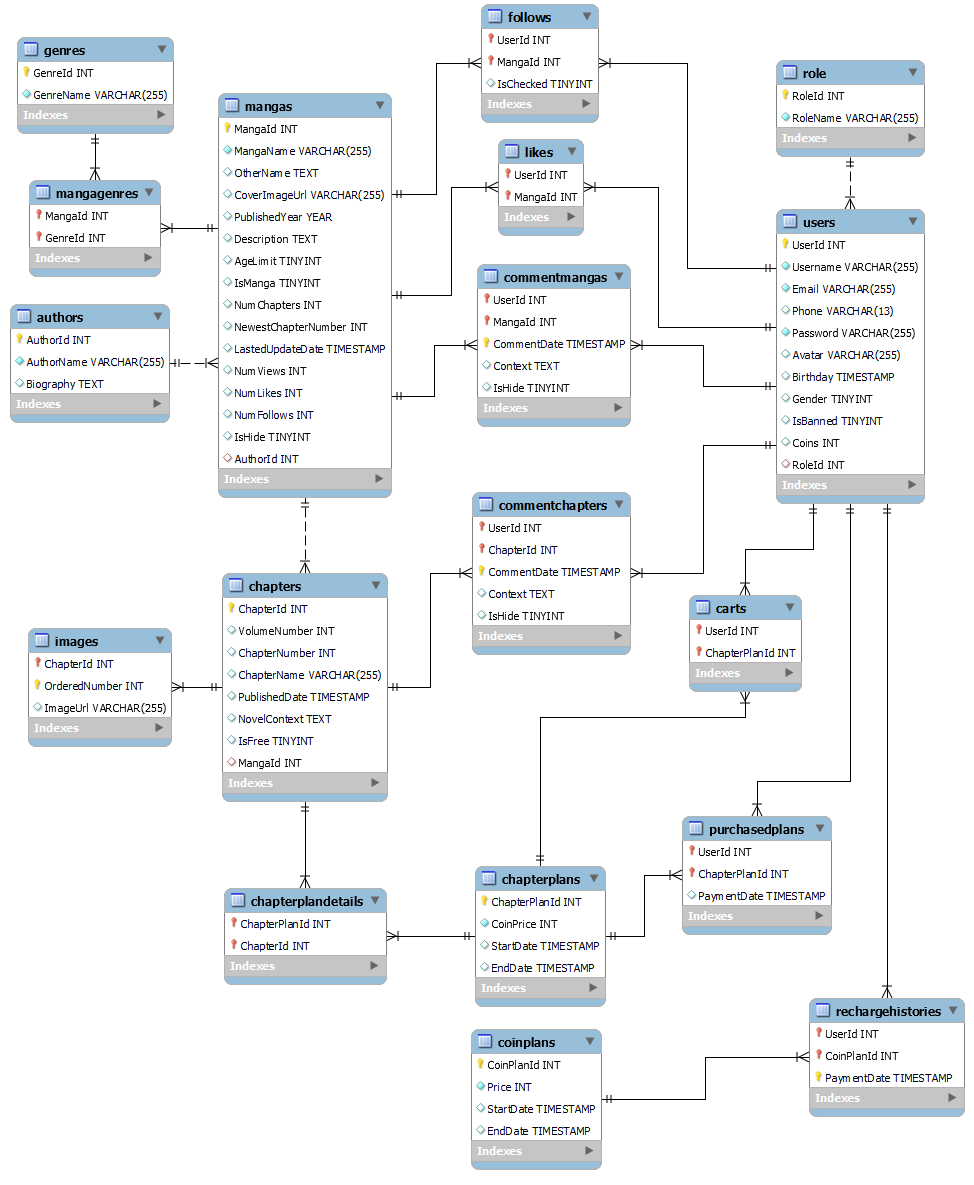 genres
GenreId INT
GenreName VARCHAR(255)
Indexes
mangagenres
MangaId INT
GenreId INT
Indexes
authors
AuthorId INT
AuthorName VARCHAR(255)
Biography TEXT
Indexes
mangas
MangaId INT
MangaName VARCHAR(255)
OtherName TEXT
CoverImageUrl VARCHAR(255)
PublishedYear YEAR
Description TEXT
AgeLimit TINYINT
IsManga TINYINT
NumChapters INT
NewestChapterNumber INT
LastedUpdateDate TIMESTAMP
NumViews INT
NumLikes INT
NumFollows INT
IsHide TINYINT
AuthorId INT
Indexes
follows
UserId INT
MangaId INT
IsChecked TINYINT
Indexes
likes
UserId INT
MangaId INT
Indexes
commentmangas
UserId INT
MangaId INT
CommentDate TIMESTAMP
Context TEXT
IsHide TINYINT
Indexes
role
RoleId INT
RoleName VARCHAR(255)
Indexes
users
UserId INT
Username VARCHAR(255)
Email VARCHAR(255)
Phone VARCHAR(13)
Password VARCHAR(255)
Avatar VARCHAR(255)
Birthday TIMESTAMP
Gender TINYINT
IsBanned TINYINT
Coins INT
RoleId INT
Indexes
commentchapters
UserId INT
ChapterId INT
CommentDate TIMESTAMP
Context TEXT
IsHide TINYINT
Indexes
chapters
ChapterId INT
VolumeNumber INT
ChapterNumber INT
ChapterName VARCHAR(255)
PublishedDate TIMESTAMP
NovelContext TEXT
IsFree TINYINT
MangaId INT
Indexes
images
ChapterId INT
OrderedNumber INT
ImageUrl VARCHAR(255)
Indexes
carts
UserId INT
ChapterPlanId INT
Indexes
purchasedplans
UserId INT
ChapterPlanId INT
PaymentDate TIMESTAMP
Indexes
chapterplandetails
ChapterPlanId INT
ChapterId INT
Indexes
chapterplans
ChapterPlanId INT
CoinPrice INT
StartDate TIMESTAMP
EndDate TIMESTAMP
Indexes
coinplans
CoinPlanId INT
Price INT
StartDate TIMESTAMP
EndDate TIMESTAMP
Indexes
rechargehistories
UserId INT
CoinPlanId INT
PaymentDate TIMESTAMP
Indexes